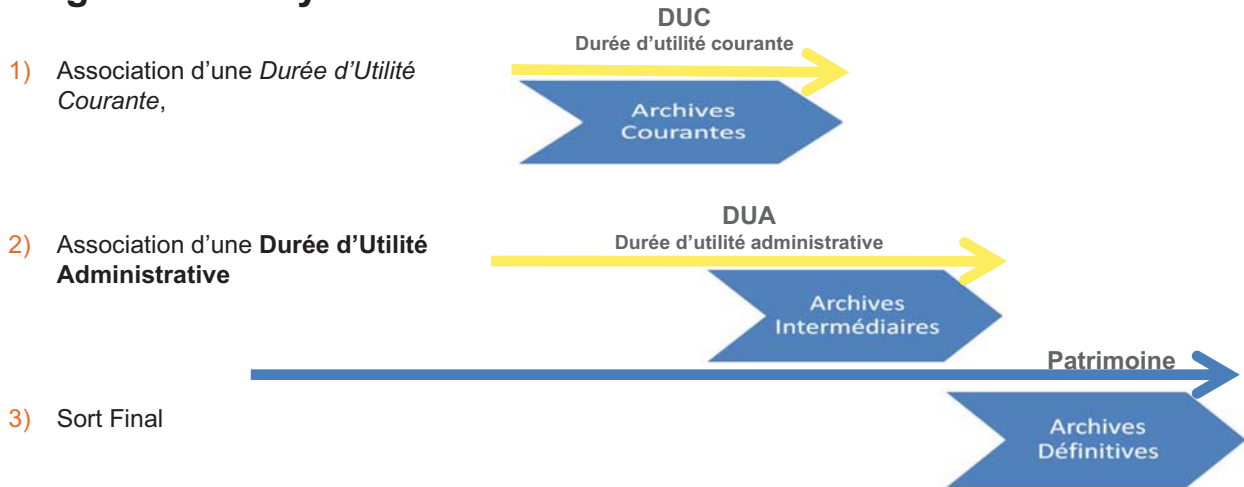 DUC
Durée d'utilité courante
1) Association d'une Durée d'Utilité
Courante,
Archives
Courantes
DUA
Durée d'utilité administrative
2) Association d'une Durée d'Utilité
Administrative
Archives
Intermédiaires
Patrimoine
3) Sort Final
Archives
Définitives